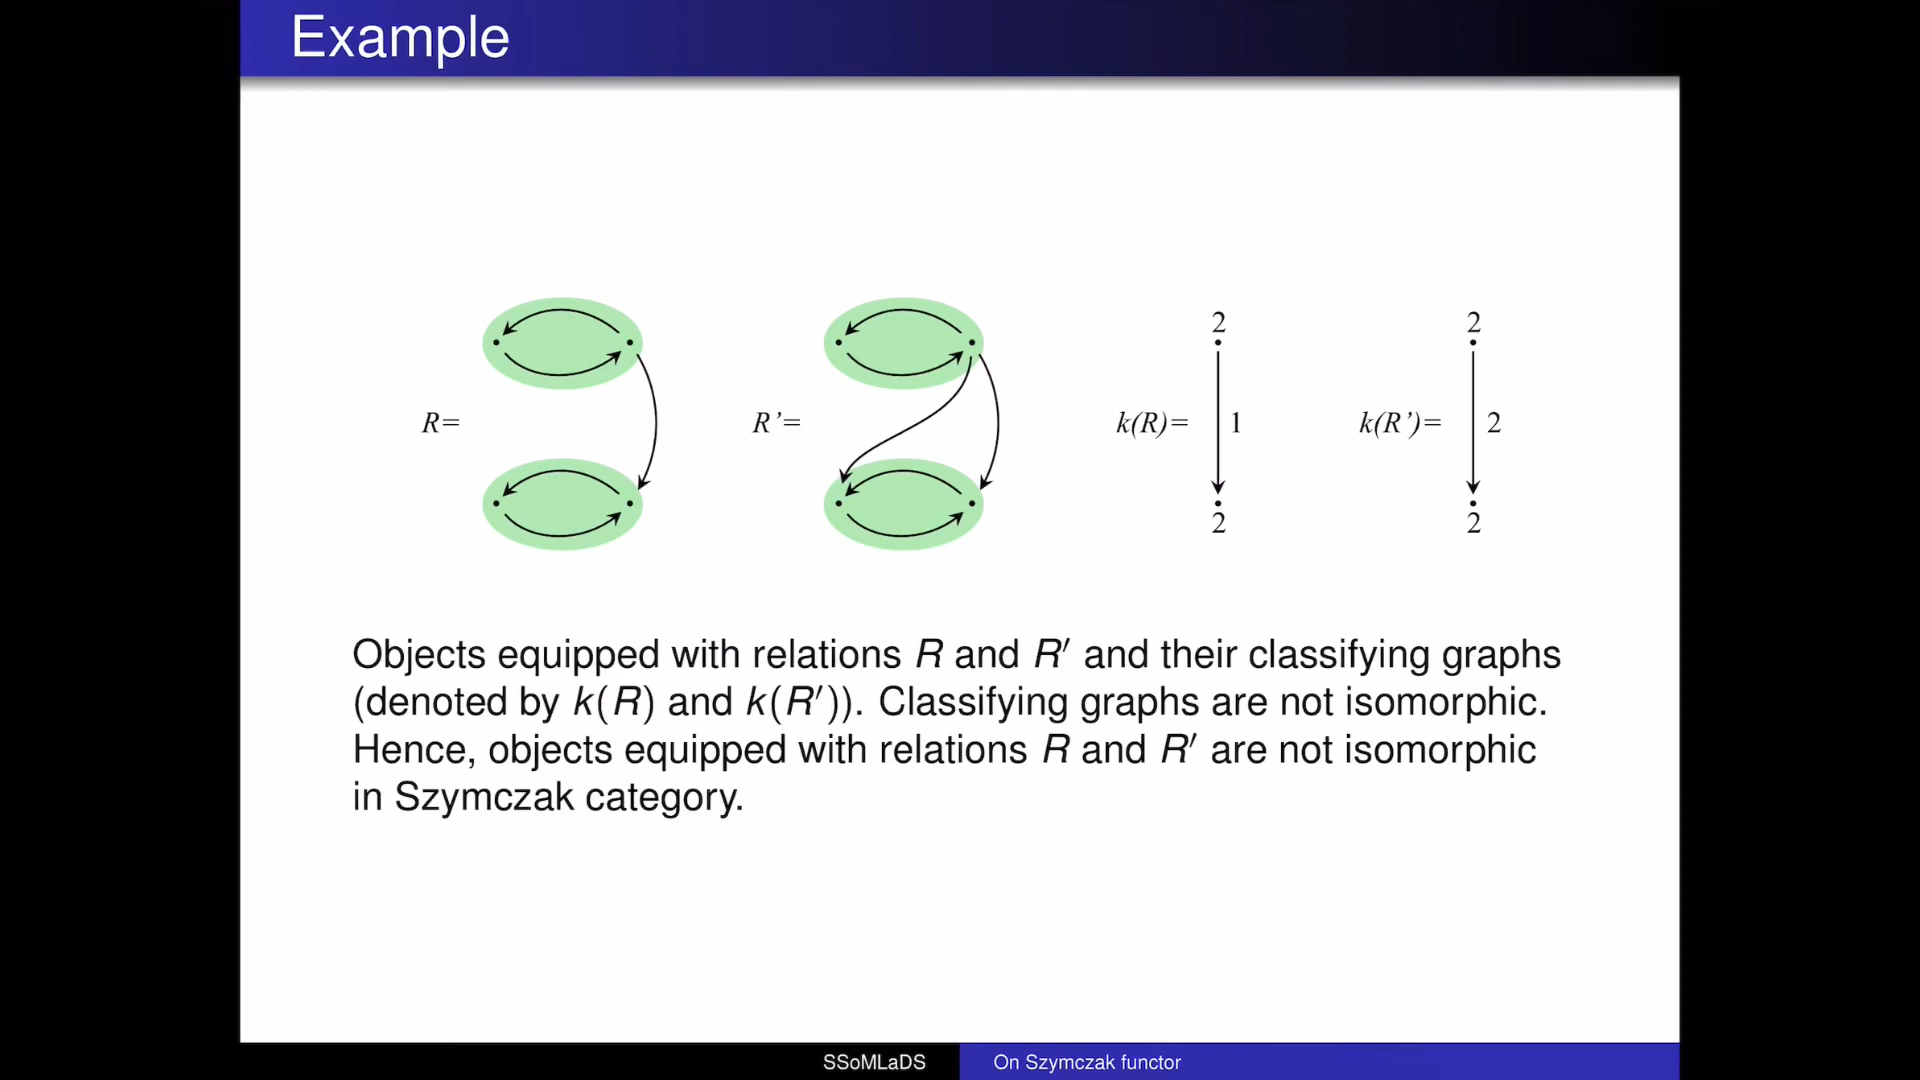 Example
2 2
R= R’= k(R)= 1 k(R’)= 2
2 2
Objects equipped with relations R and R′ and their classifying graphs
(denoted by k(R) and k(R′)). Classifying graphs are not isomorphic.
Hence, objects equipped with relations R and R′ are not isomorphic
in Szymczak category.
SSoMLaDS On Szymczak functor